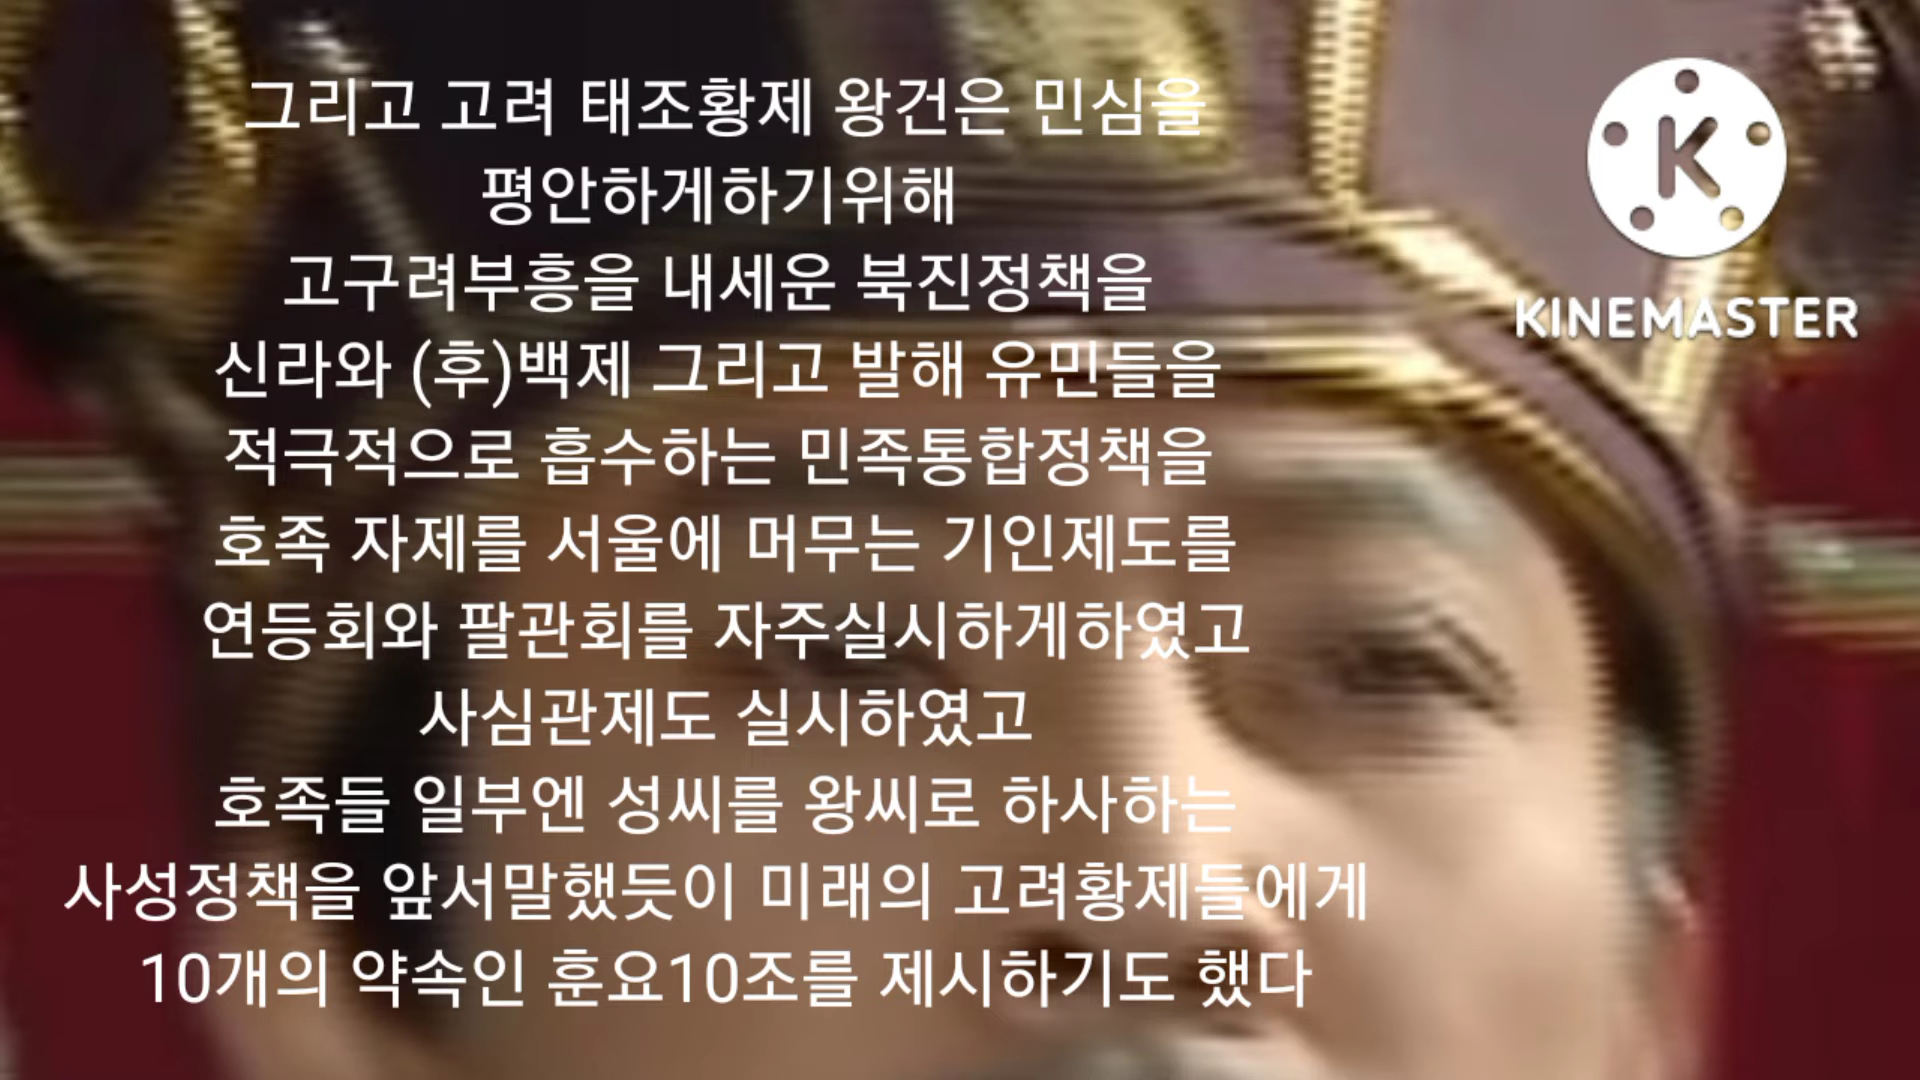 그리고 고려 태조황제 왕건은 민심을
평안하게하기위해
고구려부흥을 내세운 북진정책을
신라와 (후)백제 그리고 발해 유민들을
적극적으로 흡수하는 민족통합정책을
호족 자제를 서울에 머무는 기인제도를
연등회와 팔관회를 자주실시하게하였고
사심관제도 실시하였고
호족들 일부엔 성씨를 왕씨로 하사하는
사성정책을 앞서말했듯이 미래의 고려황제들에게
10개의 약속인 훈요10조를 제시하기도 했다
K
KINEMASTER